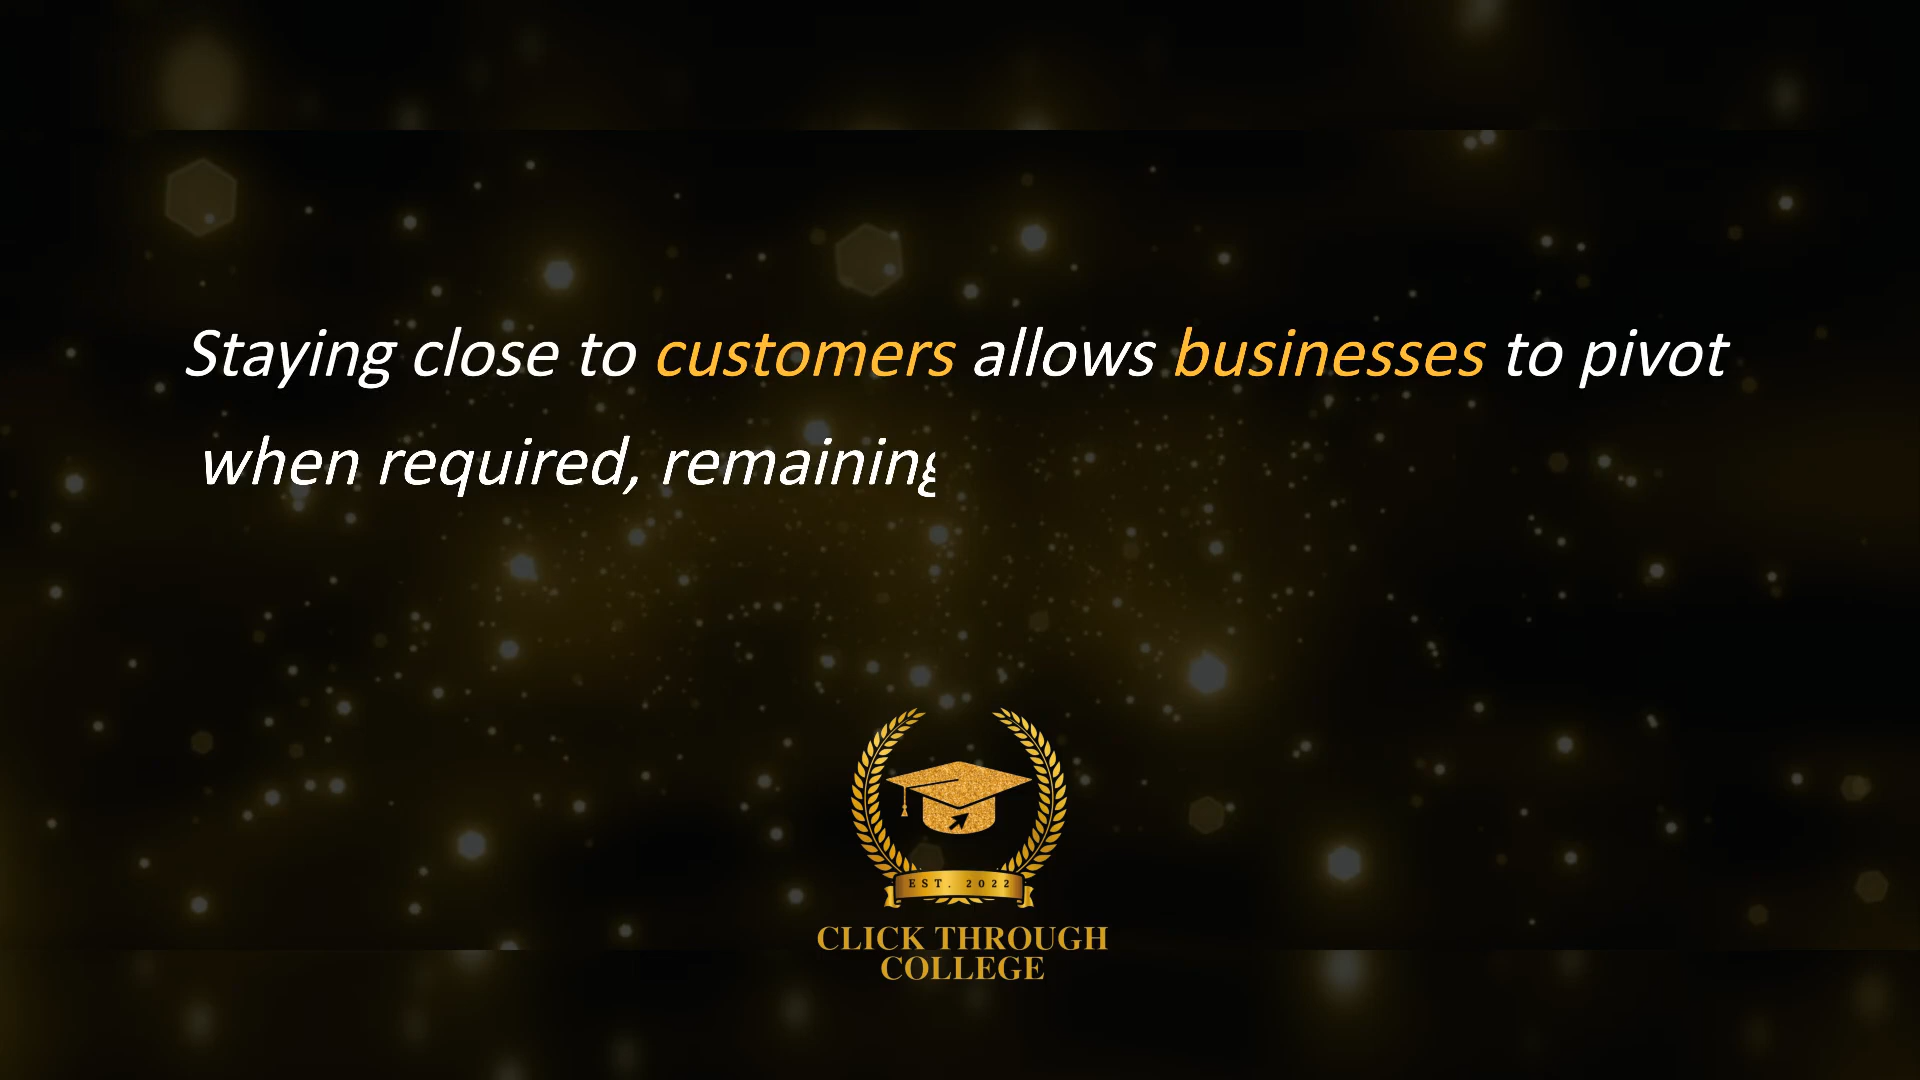 Staying close to customers allows businesses to pivot
when required, remaining
EST. 2022
CLICK THROUGH
COLLEGE